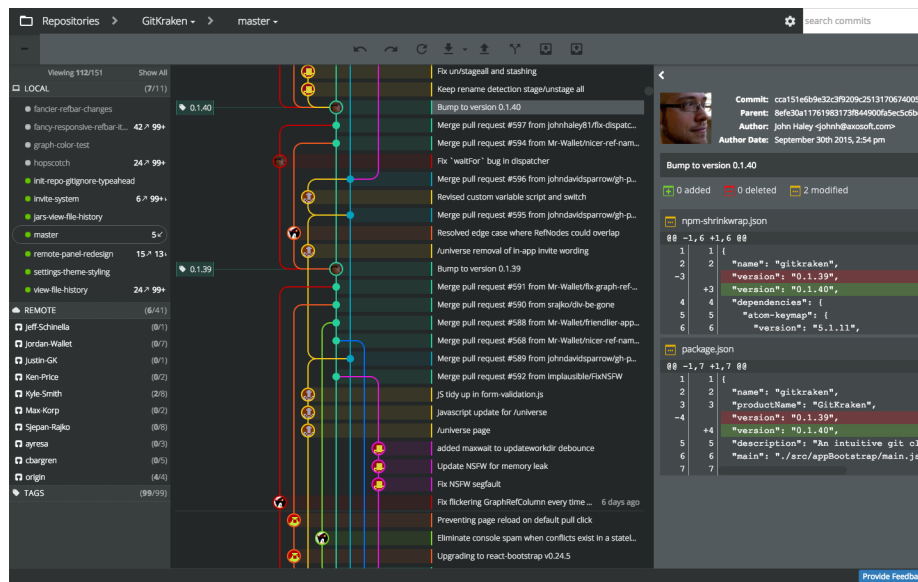 Repositories > GitKraken > master
search commits
Viewing 112/151 Show All
LOCAL (7/11)
fancier-refbar-changes
fancy-responsive-refbar-it... 42 99+
graph-color-test
hopscotch 24 99+
init-repo-gitignore-typeahead
invite-system 6 99+
jars-view-file-history
master 5
remote-panel-redesign 15 13
settings-theme-styling
view-file-history 24 99+
REMOTE (6/41)
Jeff-Schinella (0/1)
Jordan-Wallet (0/7)
Justin-GK (0/1)
Ken-Price (0/2)
Kyle-Smith (2/8)
Max-Korp (0/2)
Sjepan-Rajko (0/8)
ayresa (0/3)
cbargren (0/5)
origin (4/4)
TAGS (99/99)
0.1.40
0.1.39
Fix un/stageall and stashing
Keep rename detection stage/unstage all
Bump to version 0.1.40
Merge pull request #597 from johnhaley81/fix-dispatc...
Merge pull request #594 from Mr-Wallet/nicer-ref-nam...
Fix `waitFor` bug in dispatcher
Merge pull request #596 from johndavidsparrow/gh-p...
Revised custom variable script and switch
Merge pull request #595 from johndavidsparrow/gh-p...
Resolved edge case where RefNodes could overlap
/universe removal of in-app invite wording
Bump to version 0.1.39
Merge pull request #591 from Mr-Wallet/fix-graph-ref-...
Merge pull request #590 from srajko/div-be-gone
Merge pull request #588 from Mr-Wallet/friendlier-app...
Merge pull request #568 from Mr-Wallet/nicer-ref-nam...
Merge pull request #589 from johndavidsparrow/gh-p...
Merge pull request #592 from implausible/FixNSFW
JS tidy up in form-validation.js
Javascript update for /universe
/universe page
added maxwait to updateworkdir debounce
Update NSFW for memory leak
Fix NSFW segfault
Fix flickering GraphRefColumn every time ... 6 days ago
Preventing page reload on default pull click
Eliminate console spam when conflicts exist in a statel...
Upgrading to react-bootstrap v0.24.5
Commit: cca151e6b9e32c3f9209c2513170674005
Parent: 8efe30a11761983173f844900fa5ec5c6b
Author: John Haley <johnh@axosoft.com>
Author Date: September 30th 2015, 2:54 pm
Bump to version 0.1.40
0 added 0 deleted 2 modified
npm-shrinkwrap.json
@@ -1,6 +1,6 @@
1 1 {
2 2 "name": "gitkraken",
-3 "version": "0.1.39",
+3 "version": "0.1.40",
4 4 "dependencies": {
5 5 "atom-keymap": {
6 6 "version": "5.1.11",
package.json
@@ -1,7 +1,7 @@
1 1 {
2 2 "name": "gitkraken",
3 3 "productName": "GitKraken",
-4 "version": "0.1.39",
+4 "version": "0.1.40",
5 5 "description": "An intuitive git cl
6 6 "main": "./src/appBootstrap/main.js
7 7
Provide Feedba